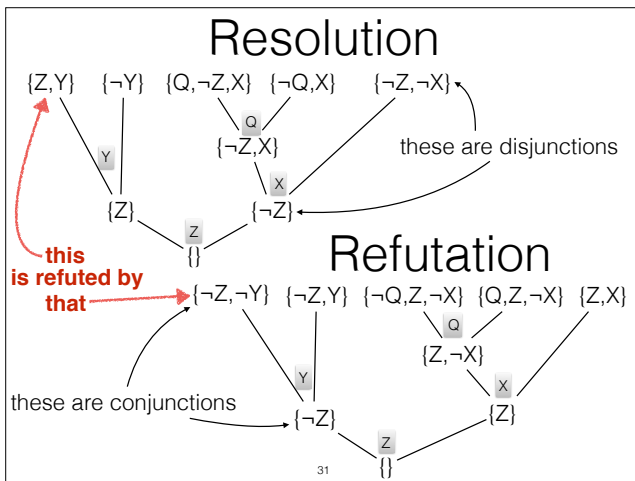 Resolution
{Z,Y} {¬Y} {Q,¬Z,X} {¬Q,X} {¬Z,¬X}
Q
{¬Z,X}
these are disjunctions
Y
X
{Z} {¬Z}
Z
{}
this
is refuted by
that
Refutation
{¬Z,¬Y} {¬Z,Y} {¬Q,Z,¬X} {Q,Z,¬X} {Z,X}
Q
{Z,¬X}
Y
X
these are conjunctions
{¬Z} {Z}
Z
{}
31